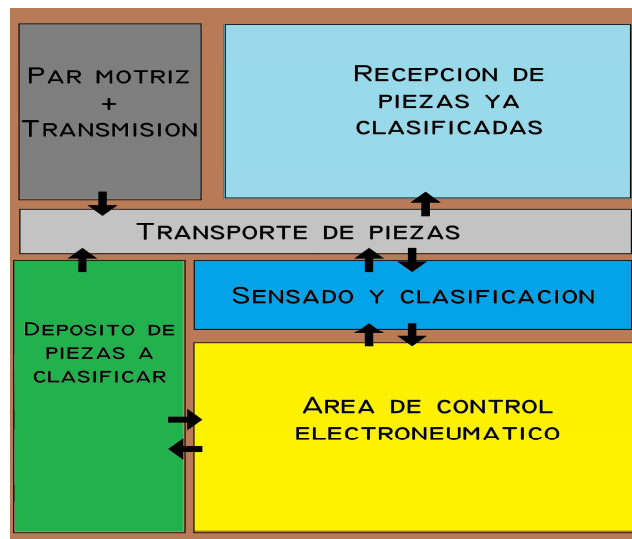 PAR MOTRIZ
+
TRANSMISION
RECEPCION DE
PIEZAS YA
CLASIFICADAS
TRANSPORTE DE PIEZAS
SENSADO Y CLASIFICACION
DEPOSITO DE
PIEZAS A
CLASIFICAR
AREA DE CONTROL
ELECTRONEUMATICO